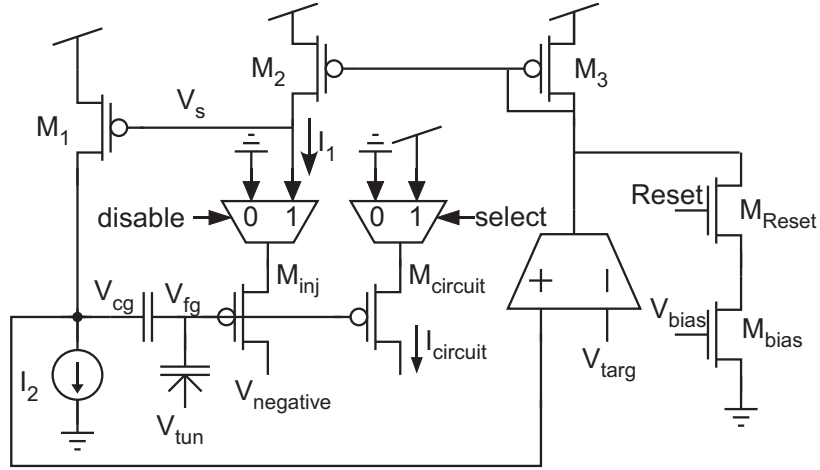 M2
M3
Vs
M1
I1
disable
0 1
0 1
select
Reset
MReset
Minj
Mcircuit
Vcg
Vfg
+ −
Vbias
Mbias
Icircuit
Vtarg
I2
Vnegative
Vtun